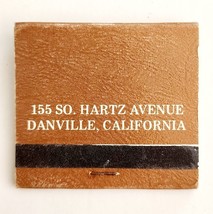 155 SO. HARTZ AVENUE
DANVILLE, CALIFORNIA